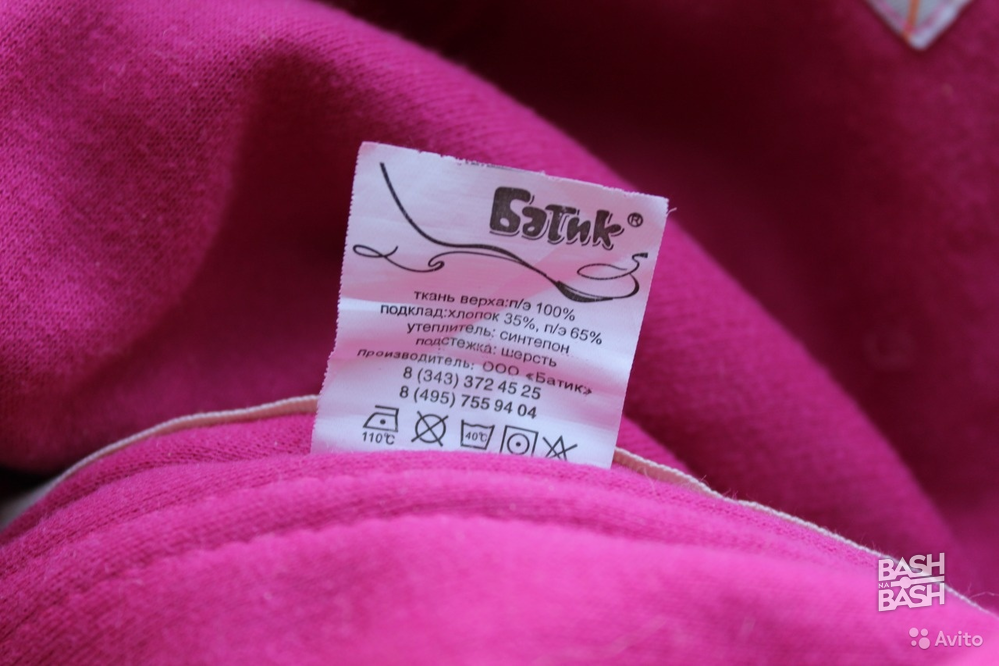 Батик®
ткань верха:п/э 100%
подклад:хлопок 35%, п/э 65%
утеплитель: синтепон
подстежка: шерсть
производитель: ООО «Батик»
8 (343) 372 45 25
8 (495) 755 94 04
110°C
40°C
BASH
NA
BASH
Avito